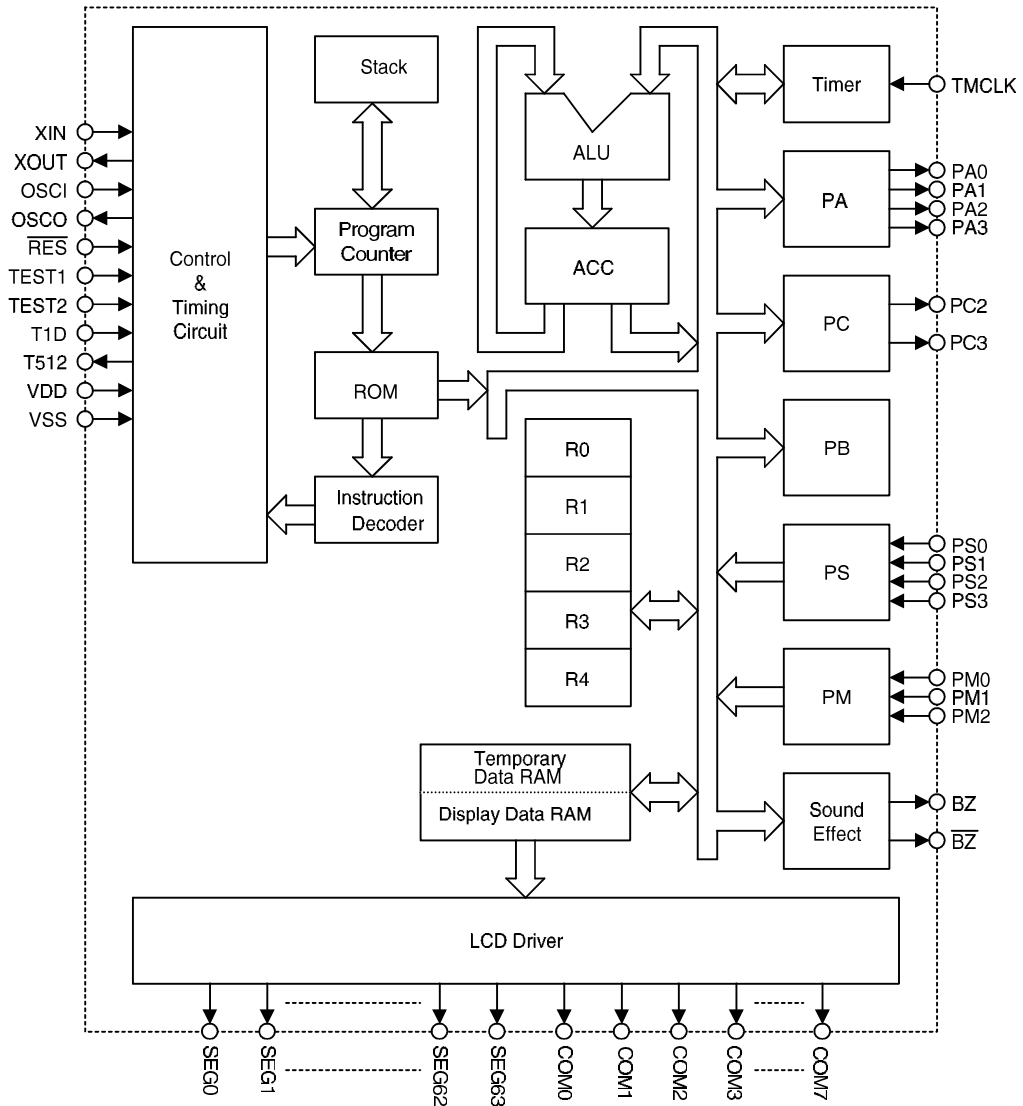 Stack
Timer
TMCLK
XIN
XOUT
OSCI
OSCO
RES
TEST1
TEST2
T1D
T512
VDD
VSS
Control
&
Timing
Circuit
Program
Counter
ROM
Instruction
Decoder
ALU
ACC
PA
PA0
PA1
PA2
PA3
PC
PC2
PC3
PB
R0
R1
R2
R3
R4
PS
PS0
PS1
PS2
PS3
PM
PM0
PM1
PM2
Temporary
Data RAM
Display Data RAM
Sound
Effect
BZ
BZ
LCD Driver
SEG0
SEG1
SEG62
SEG63
COM0
COM1
COM2
COM3
COM7